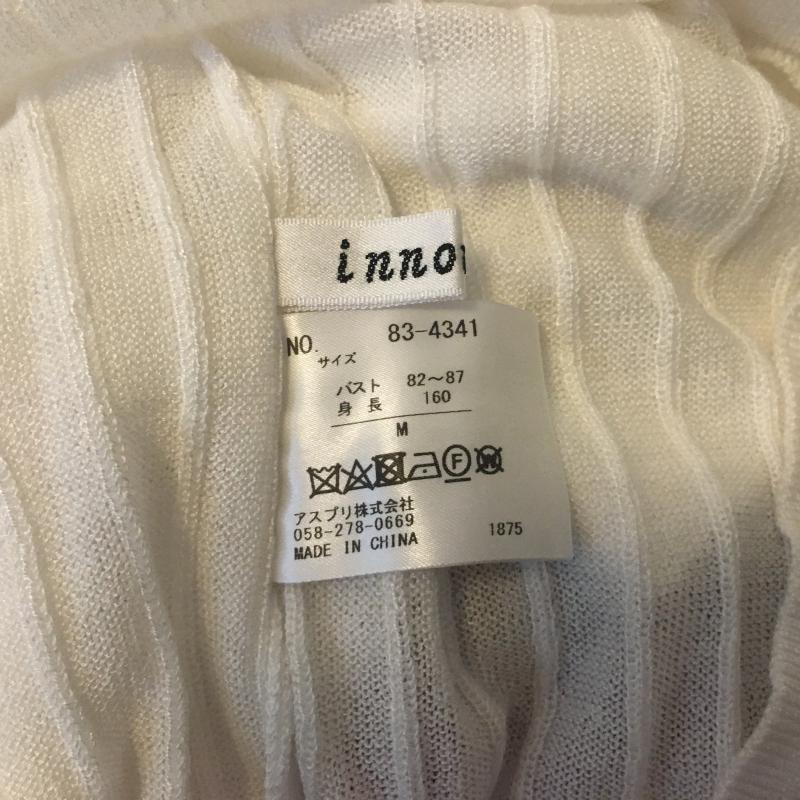 NO. 83-4341
サイズ
バスト 82〜87
身長 160
M
アスプリ株式会社
058-278-0669
MADE IN CHINA 1875